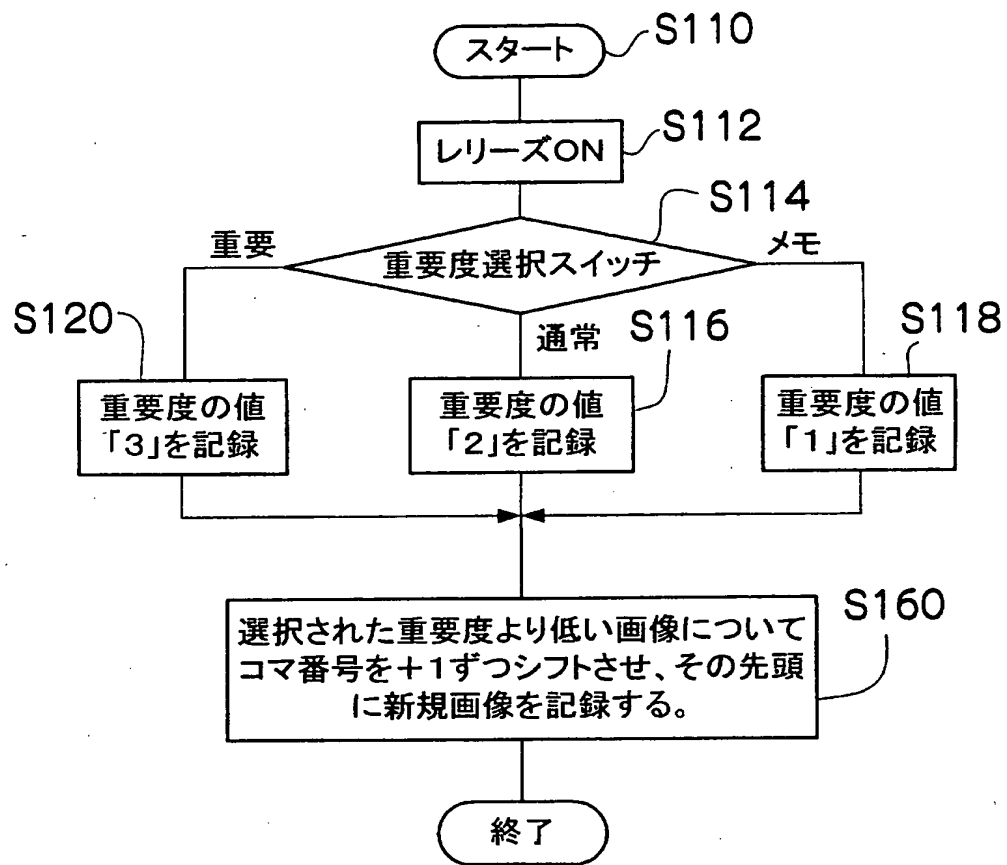 スタート
S110
レリーズON
S112
重要度選択スイッチ
S114
重要
通常
メモ
S120
S116
S118
重要度の値
「3」を記録
重要度の値
「2」を記録
重要度の値
「1」を記録
選択された重要度より低い画像について
コマ番号を+1ずつシフトさせ、その先頭
に新規画像を記録する。
S160
終了